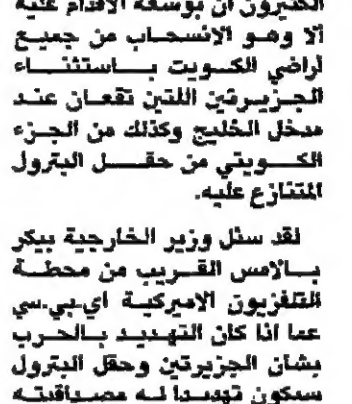 الكثيرون ان بوسعه الاقدام عليه
ألا وهو الانسحاب من جميع
أراضي الكويت باستثناء
الجزيرتين اللتين تقعان عند
مدخل الخليج وكذلك من الجزء
الكويتي من حقل البترول
المتنازع عليه.
لقد سئل وزير الخارجية بيكر
بالامس القريب من محطة
التلفزيون الاميركية اي.بي.سي
عما اذا كان التهديد بالحرب
بشأن الجزيرتين وحقل البترول
سيكون تهديدا له مصداقيته